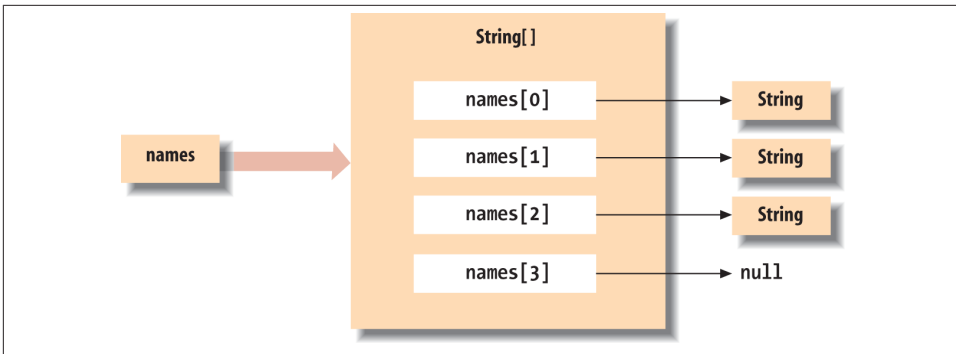 String[]
names[0]
String
names
names[1]
String
names[2]
String
names[3]
null